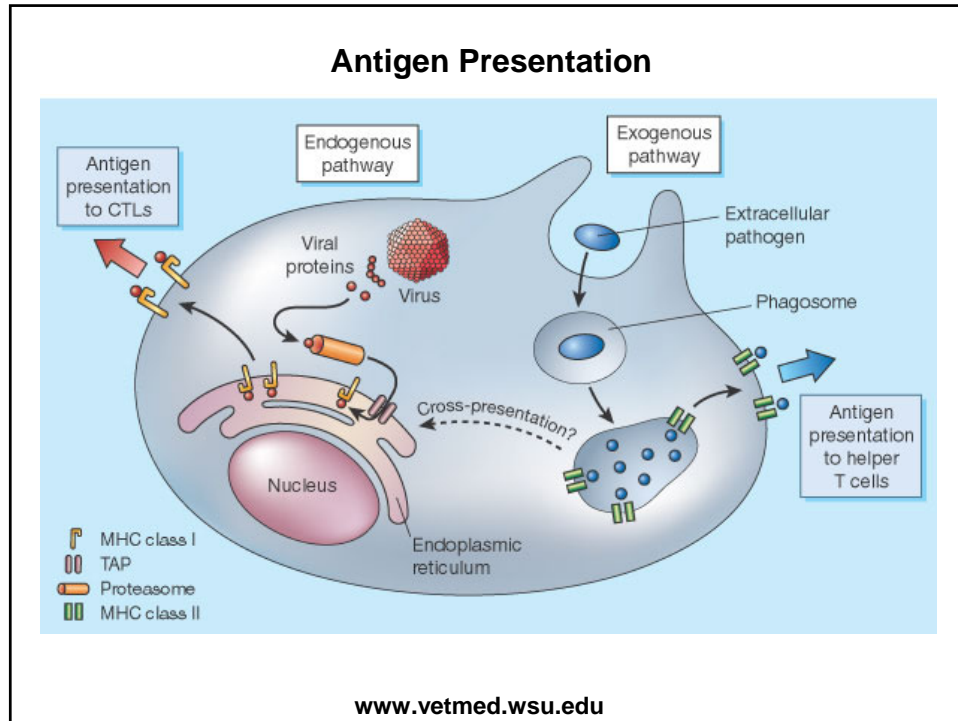 Antigen Presentation
Endogenous
pathway
Exogenous
pathway
Antigen
presentation
to CTLs
Viral
proteins
Virus
Extracellular
pathogen
Phagosome
Cross-presentation?
Antigen
presentation
to helper
T cells
Nucleus
Endoplasmic
reticulum
MHC class I
TAP
Proteasome
MHC class II
www.vetmed.wsu.edu